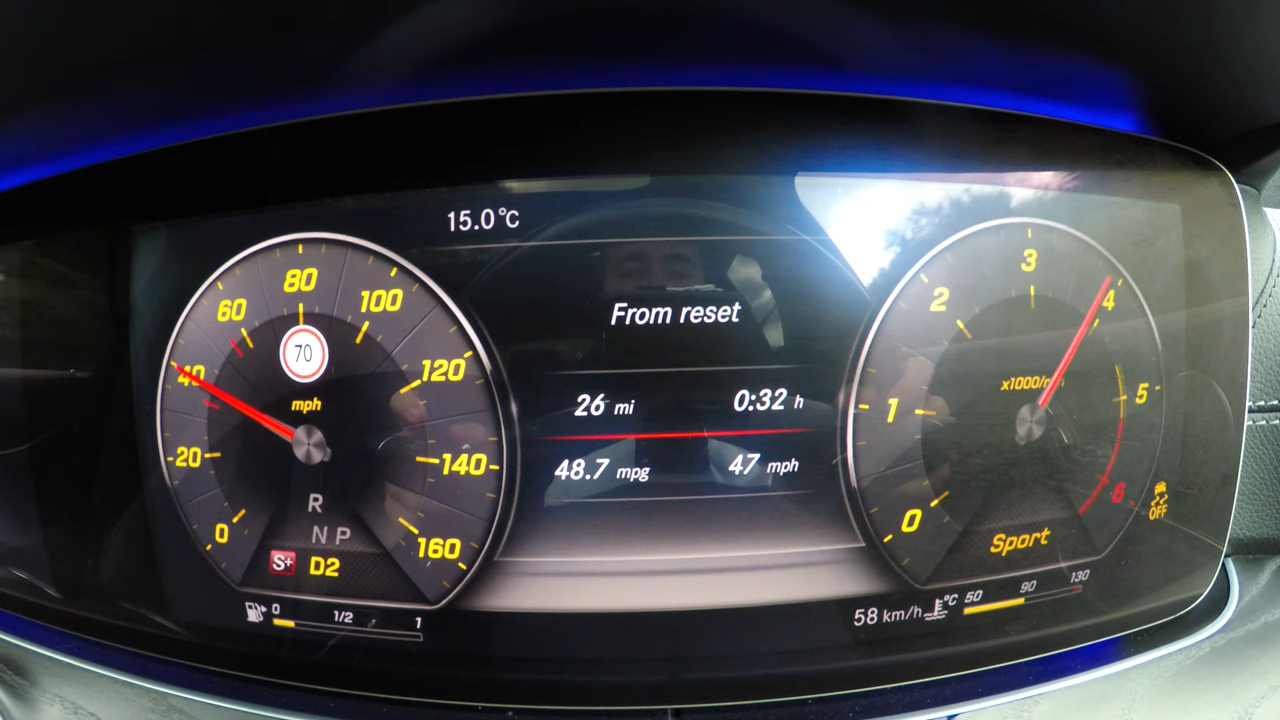 15.0°C
From reset
26 mi 0:32 h
48.7 mpg 47 mph
0 20 40 60 80 100 120 140 160
70
mph
R
N P
S+ D2
0 1/2 1
0 1 2 3 4 5 6
Sport
OFF
58 km/h °C 50 90 130